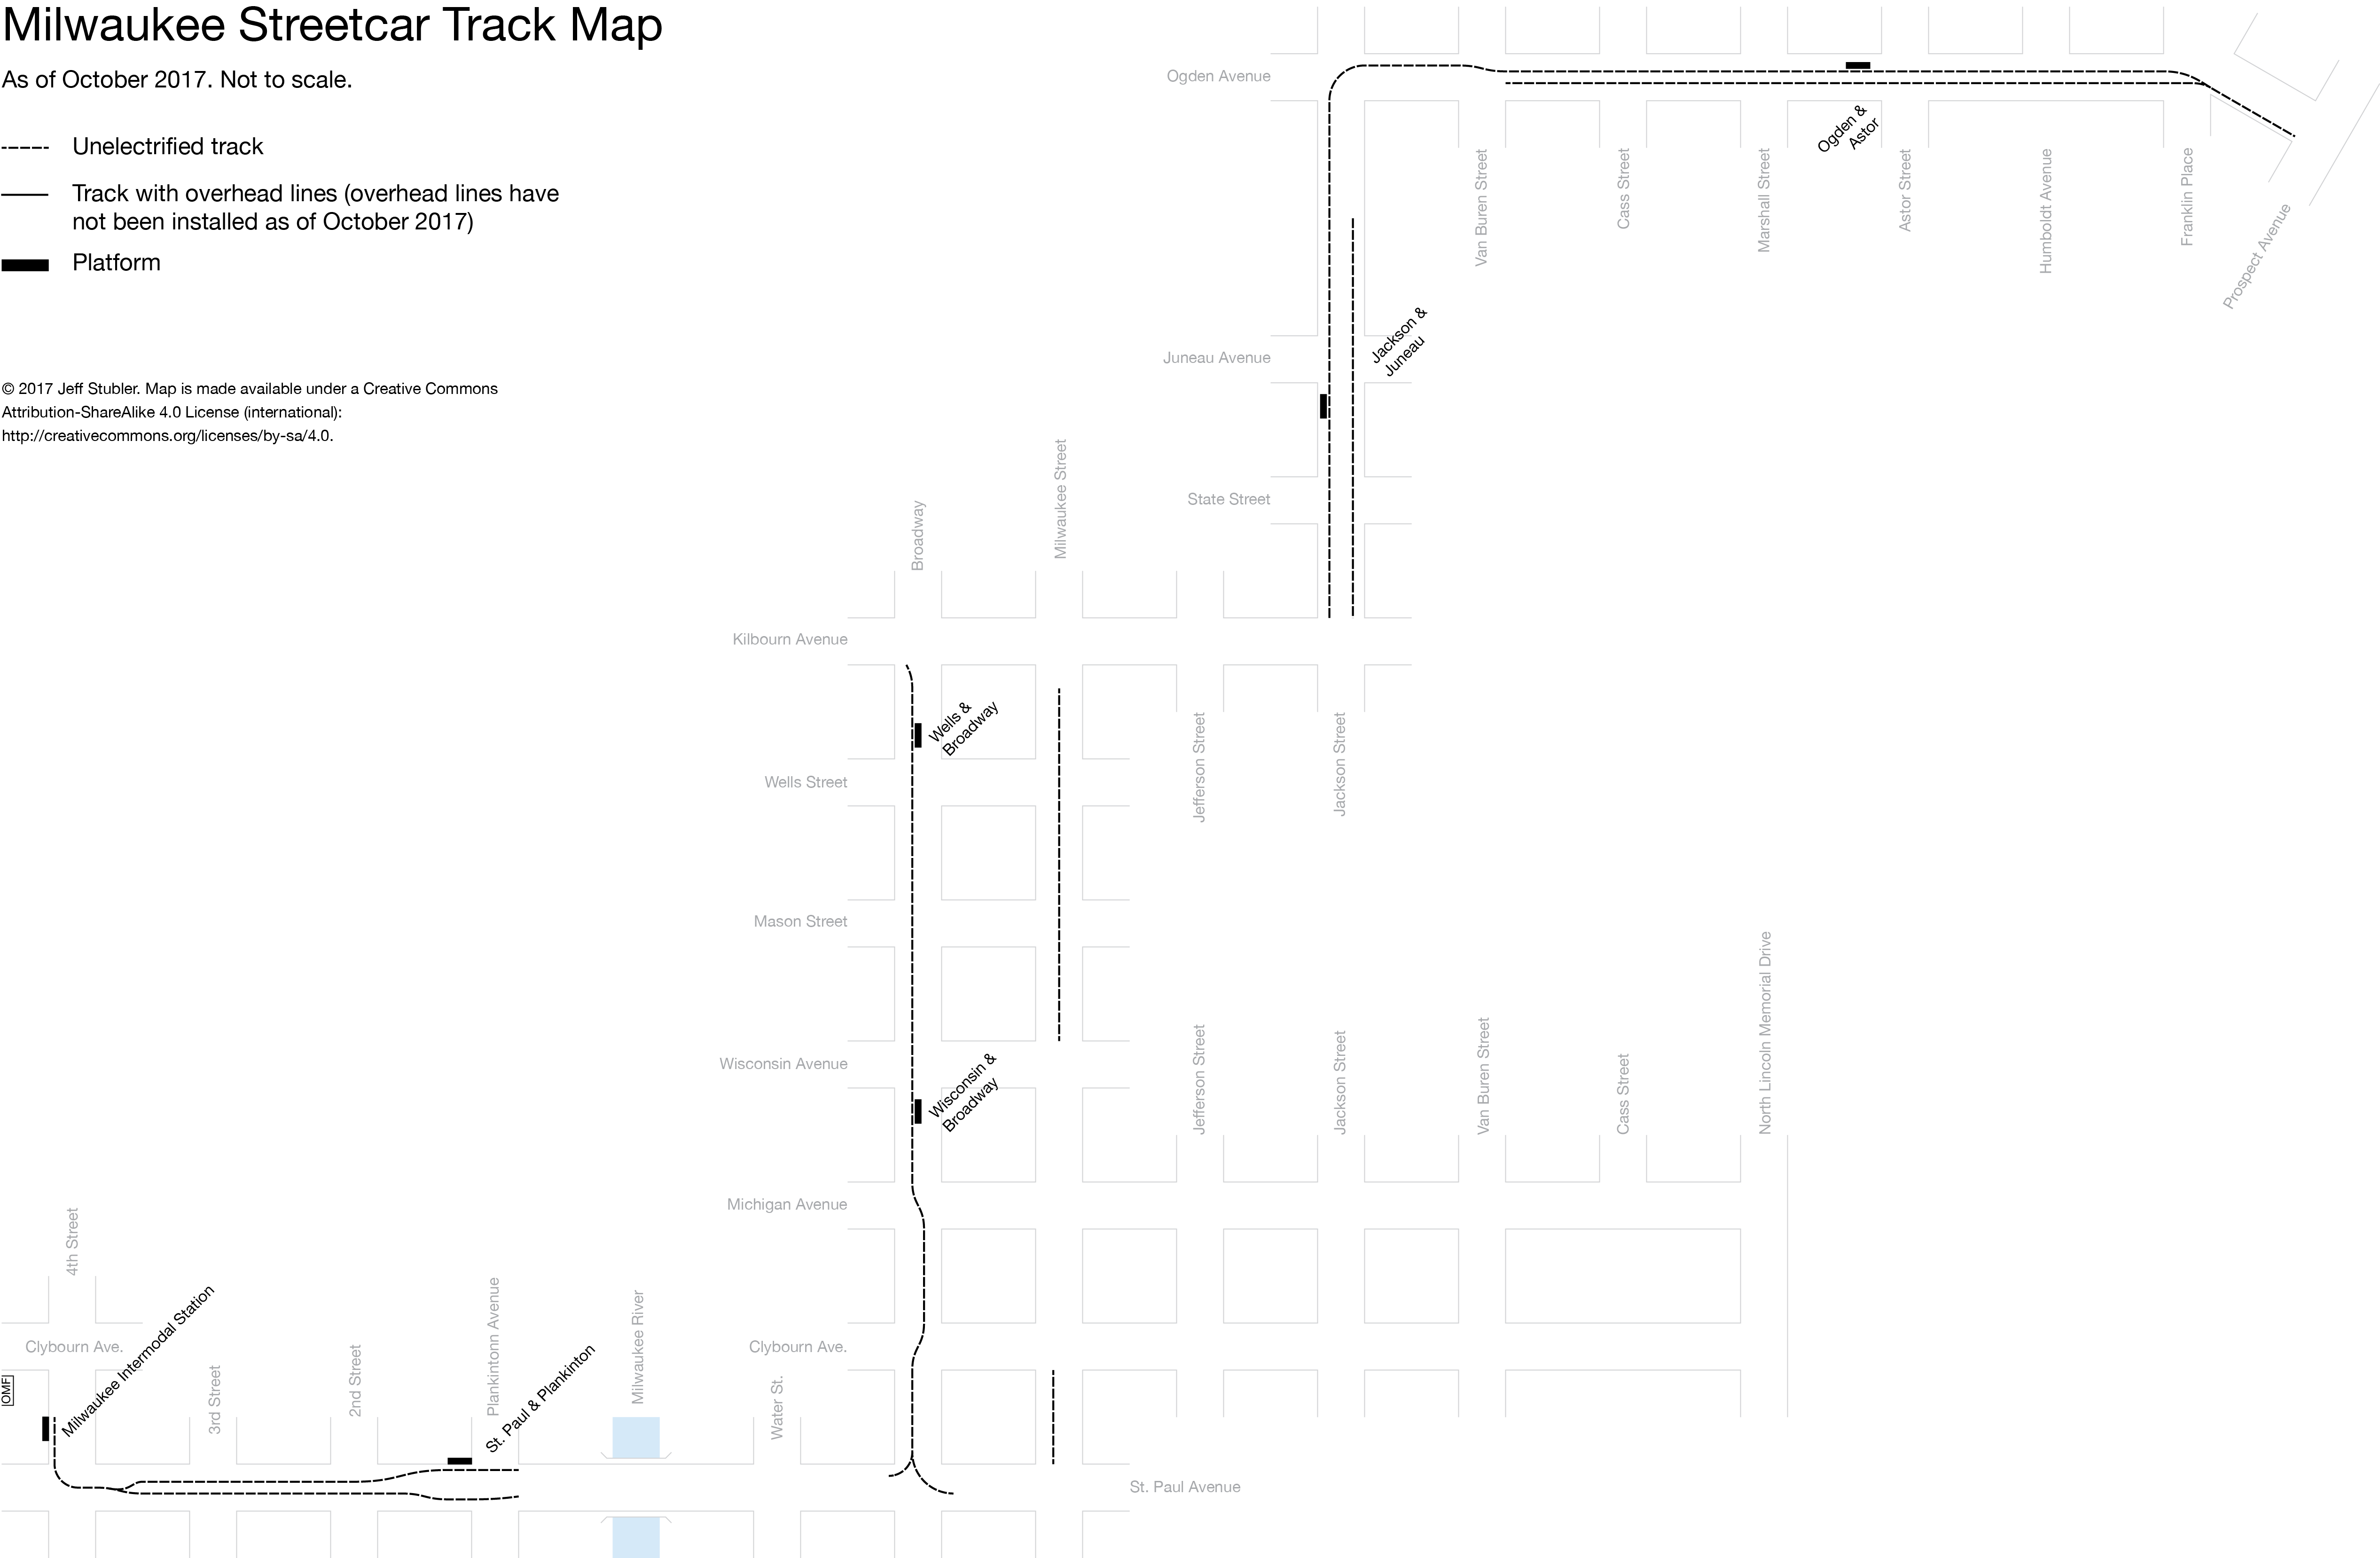 Milwaukee Streetcar Track Map
As of October 2017. Not to scale.
Unelectrified track
Track with overhead lines (overhead lines have
not been installed as of October 2017)
Platform
© 2017 Jeff Stubler. Map is made available under a Creative Commons
Attribution-ShareAlike 4.0 License (international):
http://creativecommons.org/licenses/by-sa/4.0.
Ogden Avenue
Ogden &
Astor
Van Buren Street
Cass Street
Marshall Street
Astor Street
Humboldt Avenue
Franklin Place
Prospect Avenue
Juneau Avenue
Jackson &
Juneau
State Street
Broadway
Milwaukee Street
Kilbourn Avenue
Wells &
Broadway
Wells Street
Jefferson Street
Jackson Street
Mason Street
Wisconsin Avenue
Wisconsin &
Broadway
Jefferson Street
Jackson Street
Van Buren Street
Cass Street
North Lincoln Memorial Drive
Michigan Avenue
4th Street
Clybourn Ave.
Milwaukee Intermodal Station
OMF
3rd Street
2nd Street
Plankintonn Avenue
St. Paul & Plankinton
Milwaukee River
Water St.
Clybourn Ave.
St. Paul Avenue